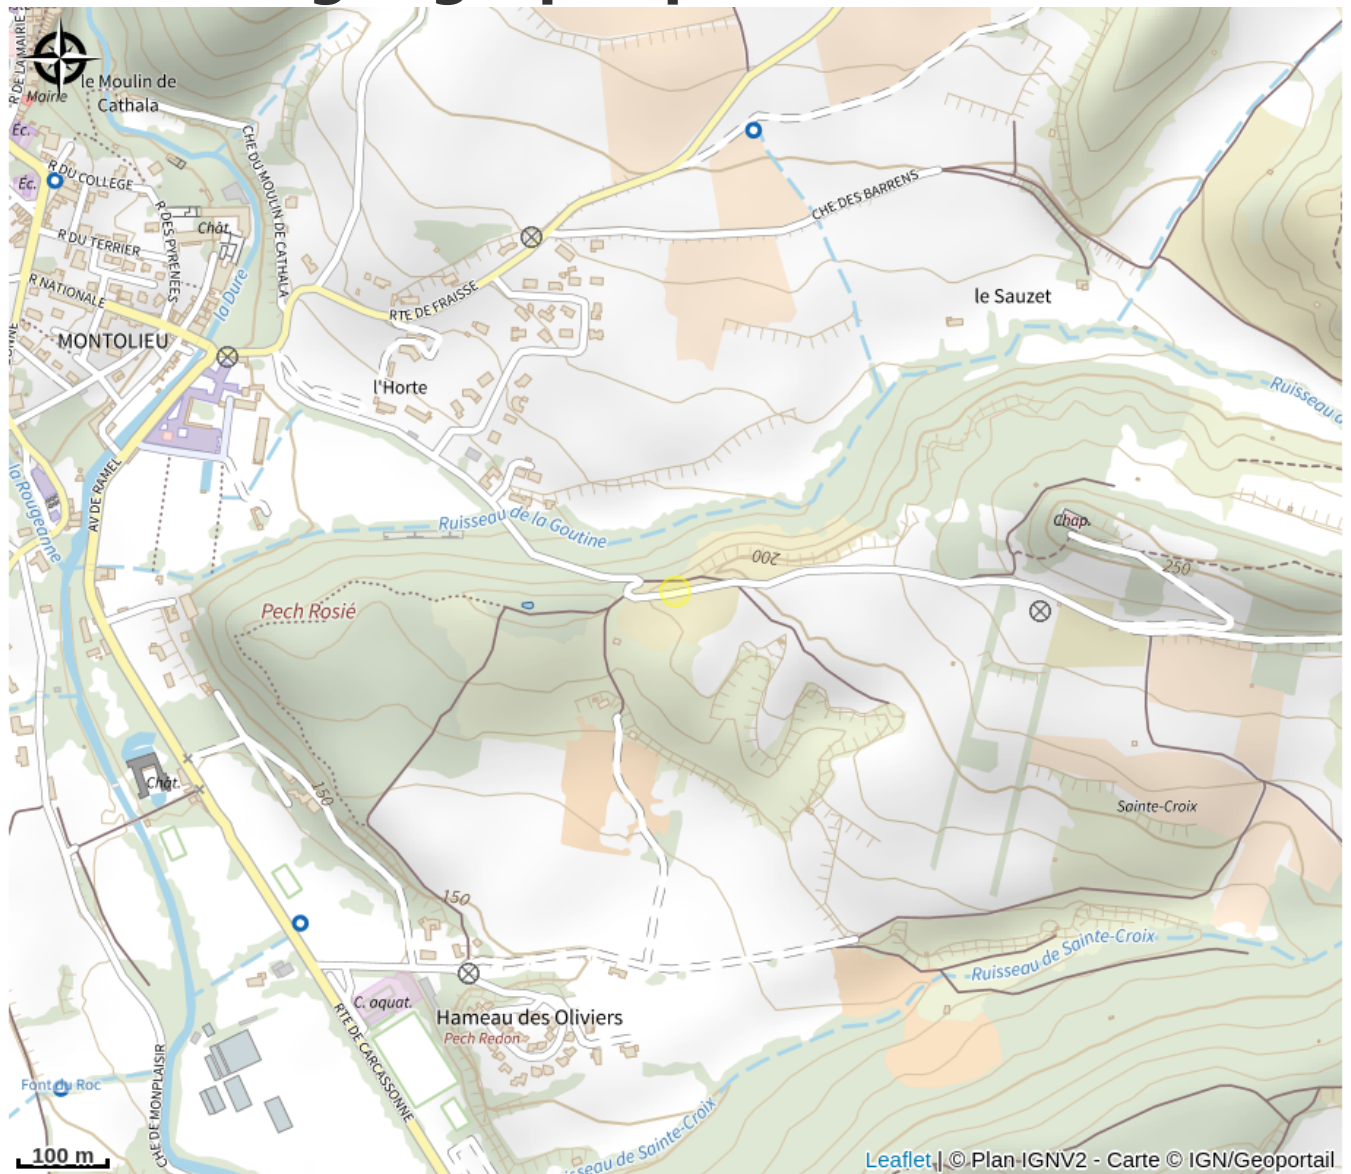 R DE LA MAIRIE
Mairie
le Moulin de
Cathala
Éc.
Éc.
R DU COLLEGE
CHE DU MOULIN DE CATHALA
R DES PYRENEES
Chât.
R DU TERRIER
R NATIONALE
la Dure
MONTOLIEU
RTE DE FRAISSE
CHE DES BARRENS
le Sauzet
l'Horte
Ruisseau d
AV DE RAMEL
la Rougeanne
Ruisseau de la Goutine
Chap.
200
250
Pech Rosié
Chât.
150
Sainte-Croix
150
Ruisseau de Sainte-Croix
C. aquat.
Hameau des Oliviers
Pech Redon
RTE DE CARCASSONNE
CHE DE MONPLAISIR
Font du Roc
sseau de Sainte-Croix
100 m
Leaflet | © Plan IGNV2 - Carte © IGN/Geoportail